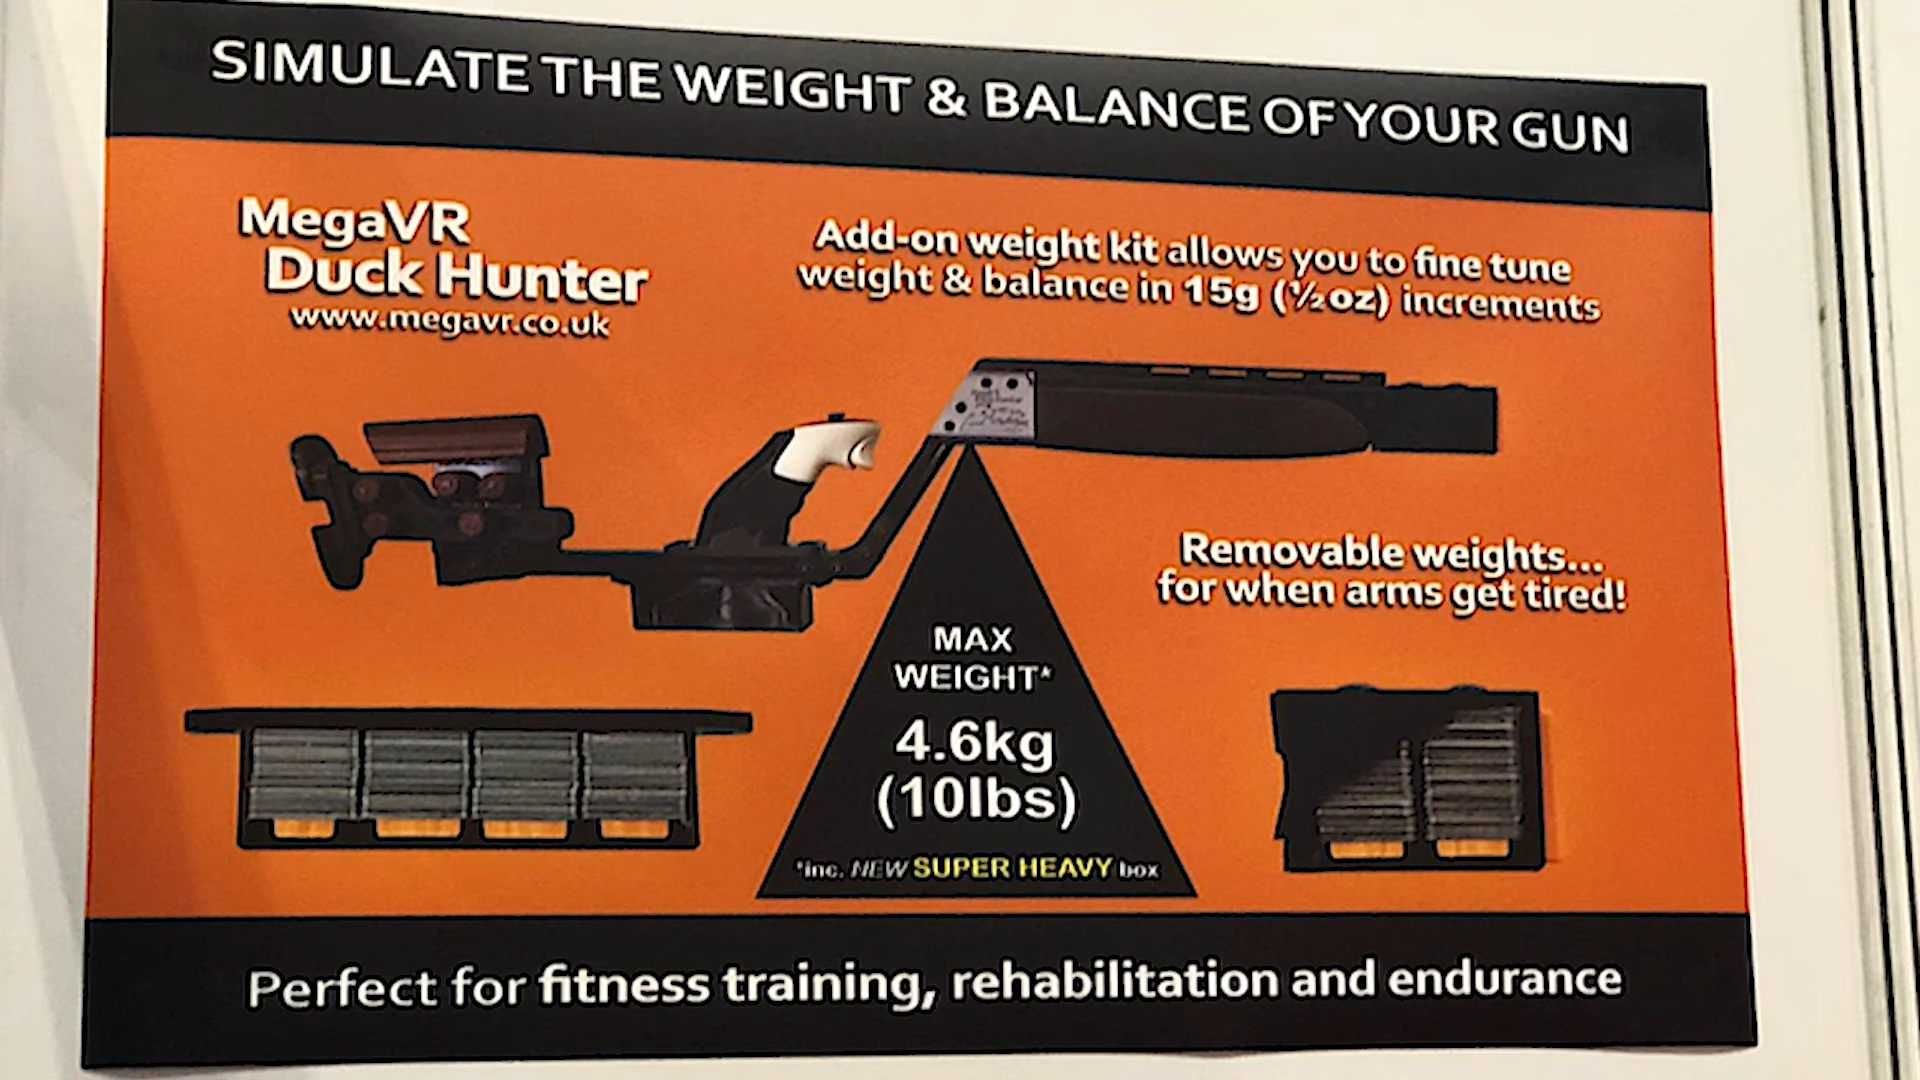 SIMULATE THE WEIGHT & BALANCE OF YOUR GUN
MegaVR
Duck Hunter
www.megavr.co.uk
Add-on weight kit allows you to fine tune
weight & balance in 15g (½oz) increments
Removable weights...
for when arms get tired!
MAX
WEIGHT*
4.6kg
(10lbs)
*inc. NEW SUPER HEAVY box
Perfect for fitness training, rehabilitation and endurance